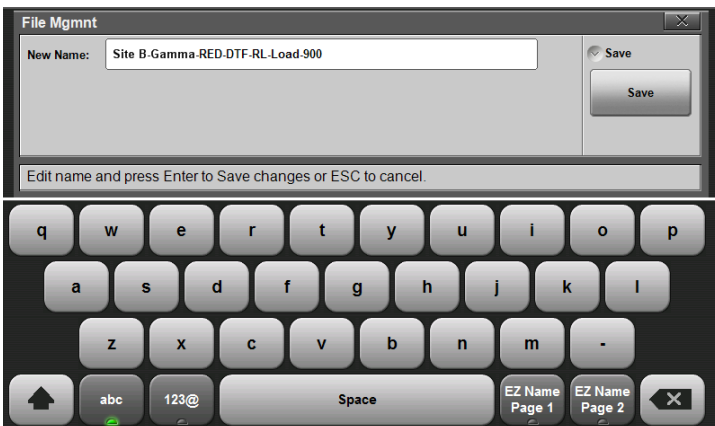 File Mgmnt
New Name: Site B-Gamma-RED-DTF-RL-Load-900
Save
Save
Edit name and press Enter to Save changes or ESC to cancel.
q w e r t y u i o p
a s d f g h j k l
z x c v b n m -
abc 123@ Space EZ Name Page 1 EZ Name Page 2